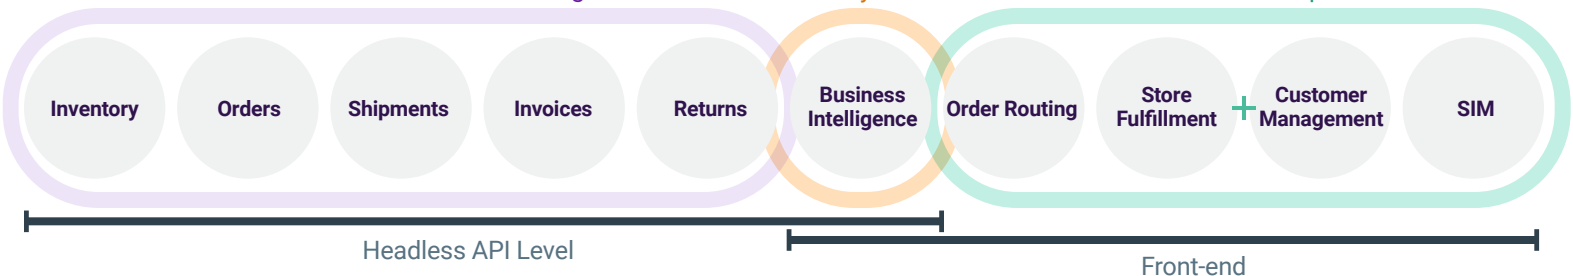 Inventory
Orders
Shipments
Invoices
Returns
Business
Intelligence
Order Routing
Store
Fulfillment
+
Customer
Management
SIM
Headless API Level
Front-end